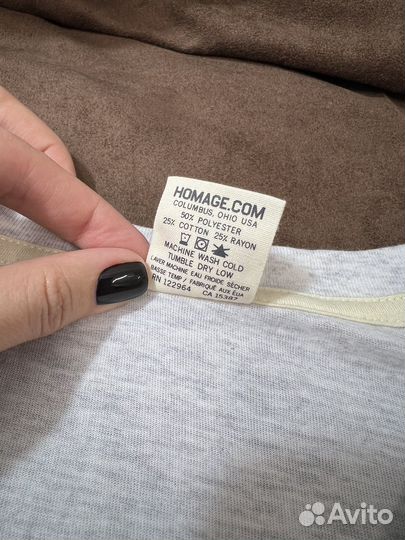 HOMAGE.COM
COLUMBUS, OHIO USA
50% POLYESTER
25% COTTON 25% RAYON
MACHINE WASH COLD
TUMBLE DRY LOW
LAVER MACHINE EAU FROIDE SÉCHER
BASSE TEMP / FABRIQUÉ AUX ÉUA
RN 122964 CA 15387
Avito